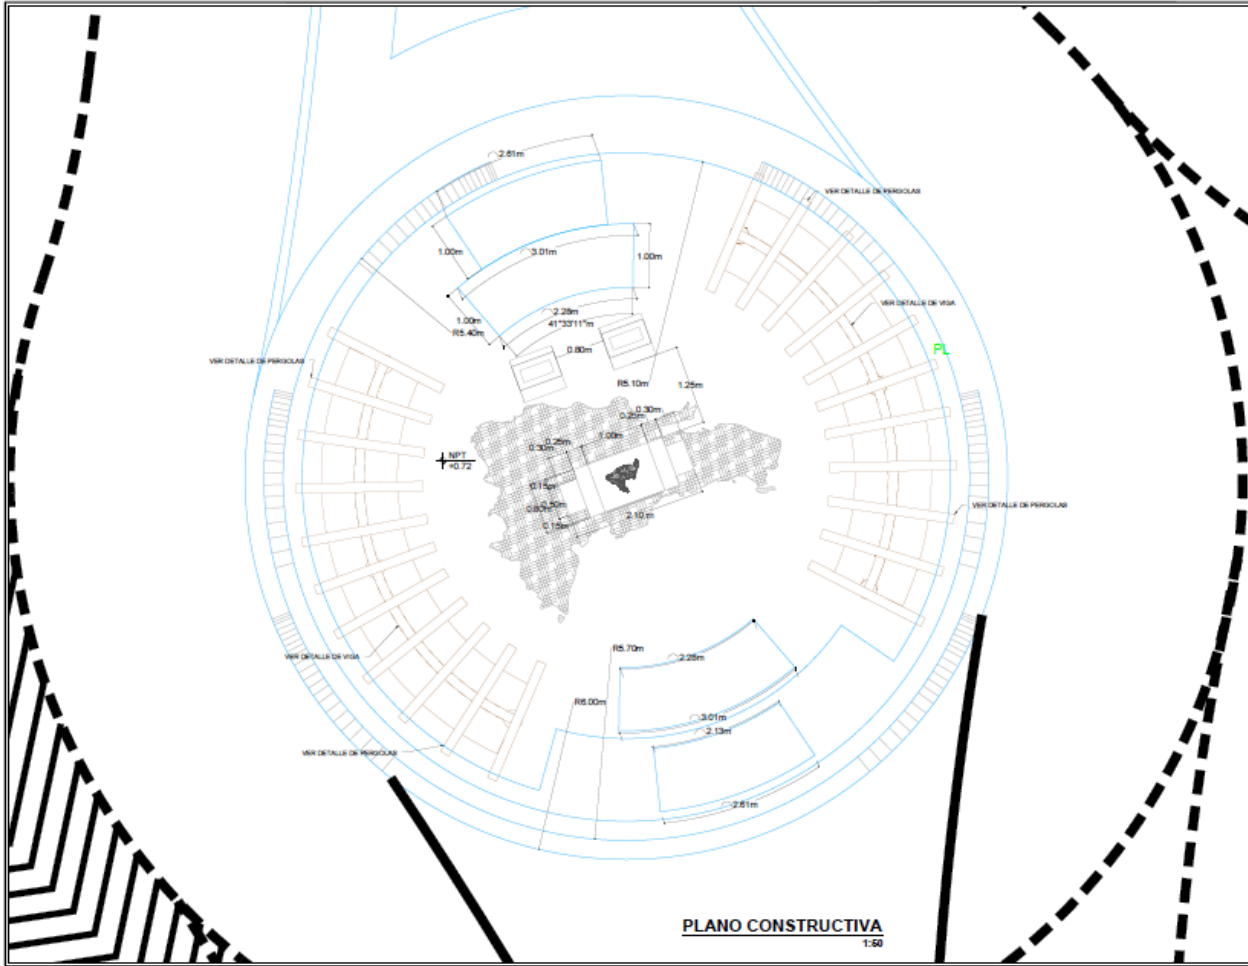 2.61m
VER DETALLE DE PERGOLAS
1.00m
3.01m
1.00m
VER DETALLE DE VIGA
2.28m
1.00m
41°33'11"m
R5.40m
PL
0.80m
VER DETALLE DE PERGOLAS
R5.10m
1.25m
0.30m
0.25m
1.00m
0.25m
0.30m
NPT
+0.72
0.15m
0.50m
0.80m
2.10 m
0.15m
VER DETALLE DE PERGOLAS
R5.70m
2.28m
VER DETALLE DE VIGA
R6.00m
3.01m
2.13m
VER DETALLE DE PERGOLAS
2.61m
PLANO CONSTRUCTIVA
1:50